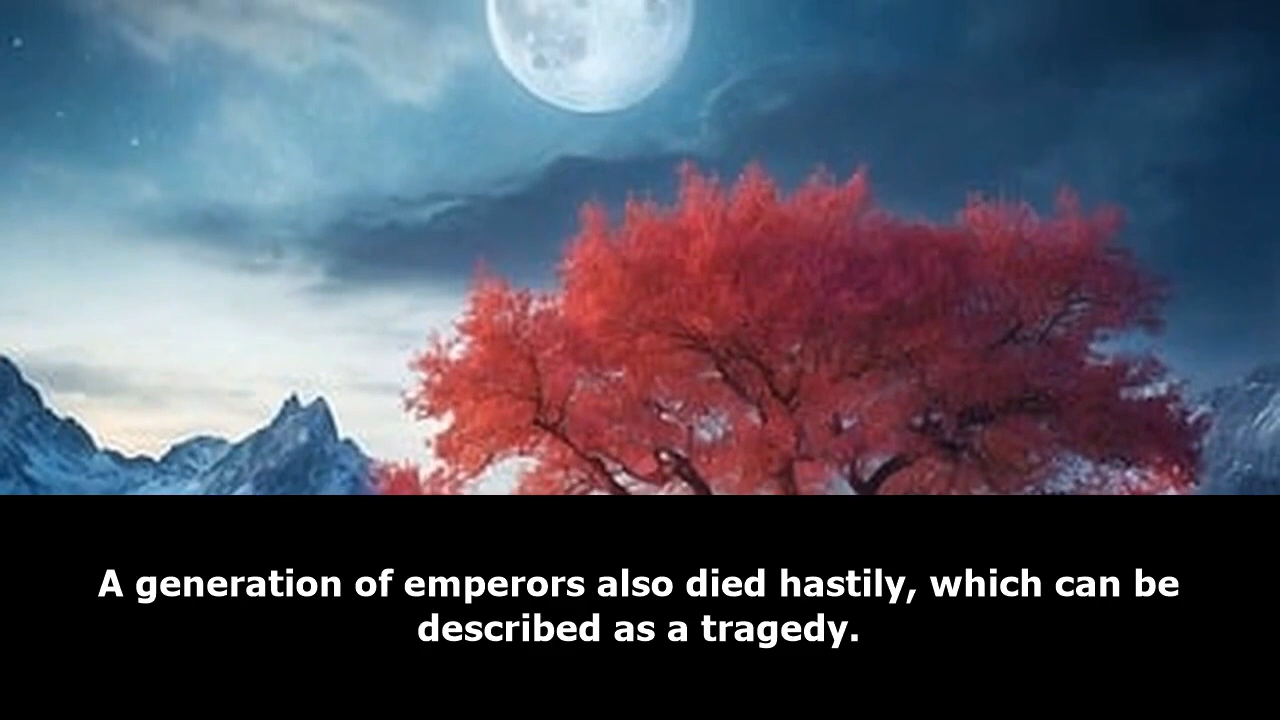 A generation of emperors also died hastily, which can be
described as a tragedy.